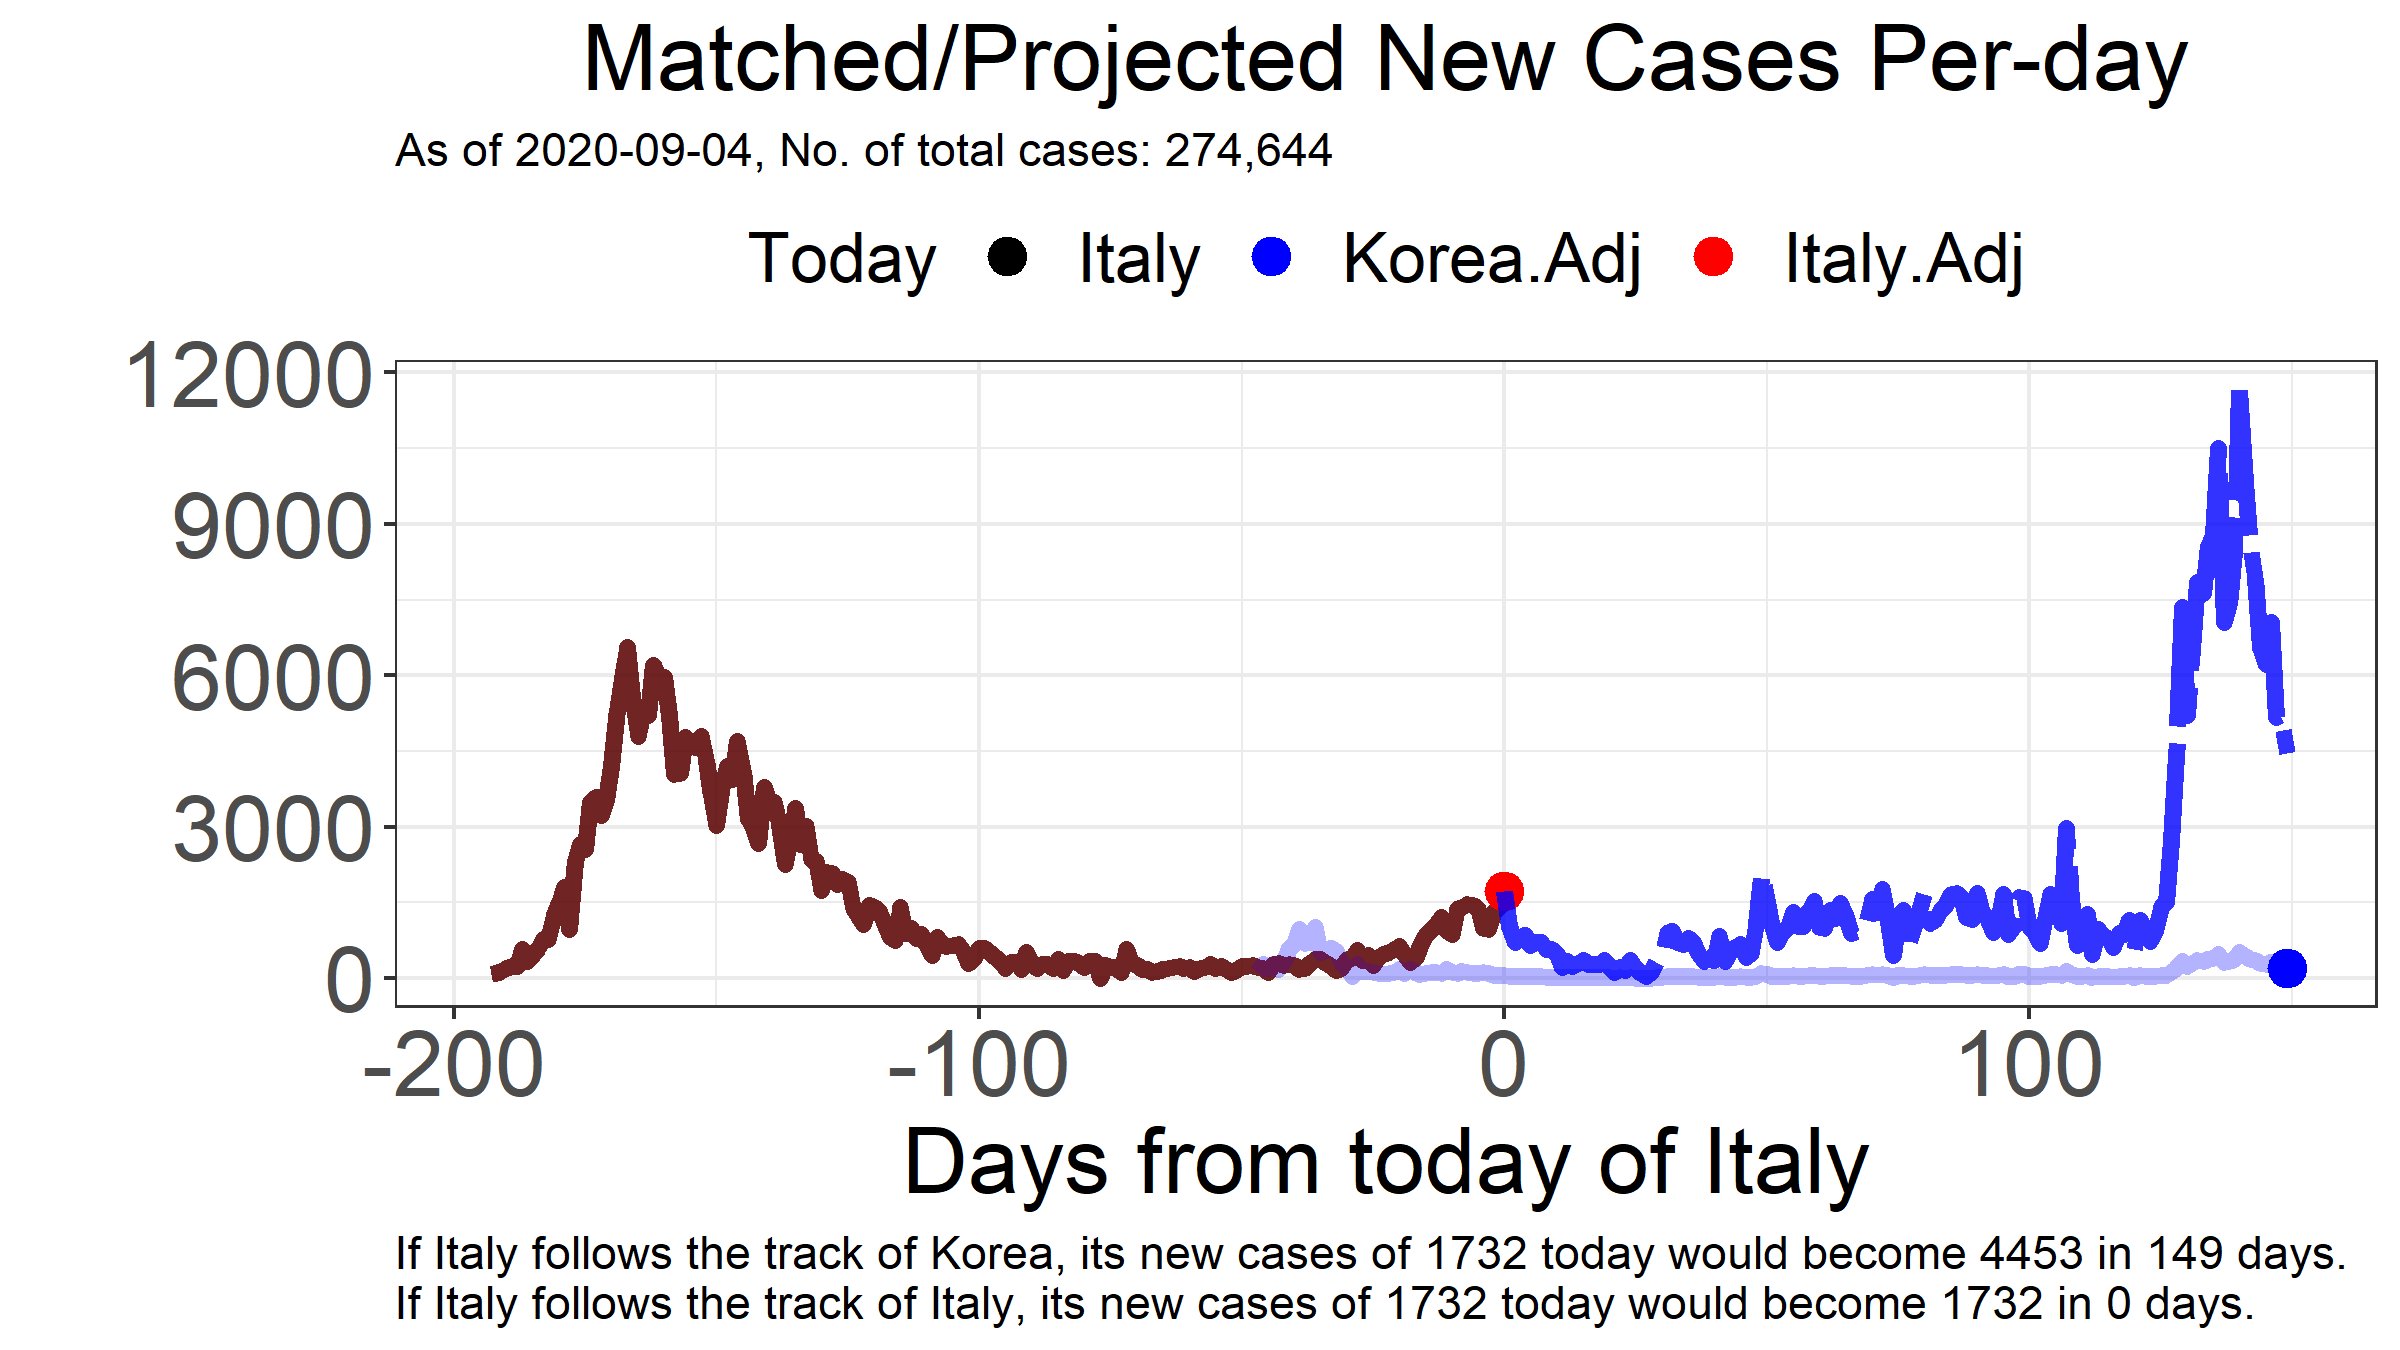 Matched/Projected New Cases Per-day
As of 2020-09-04, No. of total cases: 274,644
Today Italy Korea.Adj Italy.Adj
12000
9000
6000
3000
0
-200 -100 0 100
Days from today of Italy
If Italy follows the track of Korea, its new cases of 1732 today would become 4453 in 149 days.
If Italy follows the track of Italy, its new cases of 1732 today would become 1732 in 0 days.